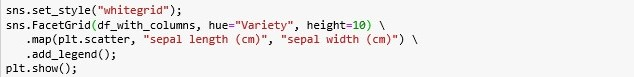 sns.set_style("whitegrid");
sns.FacetGrid(df_with_columns, hue="Variety", height=10) \
.map(plt.scatter, "sepal length (cm)", "sepal width (cm)") \
.add_legend();
plt.show();